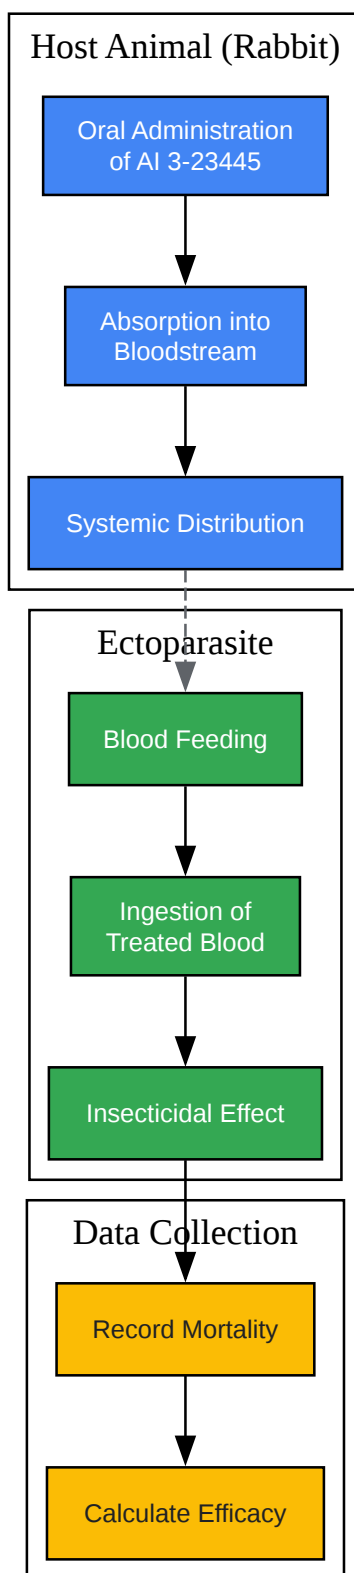 Host Animal (Rabbit)
Oral Administration
of AI 3-23445
Absorption into
Bloodstream
Systemic Distribution
Ectoparasite
Blood Feeding
Ingestion of
Treated Blood
Insecticidal Effect
Data Collection
Record Mortality
Calculate Efficacy